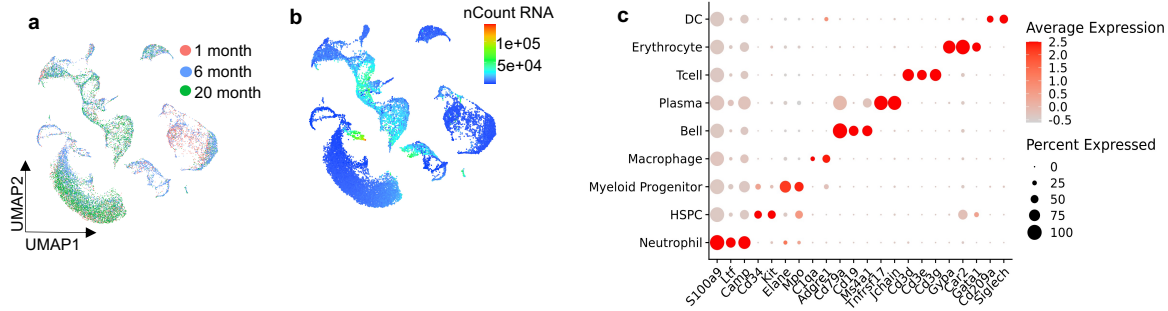 a
1 month
6 month
20 month
UMAP2
UMAP1
b
nCount RNA
1e+05
5e+04
c
DC
Erythrocyte
Tcell
Plasma
Bell
Macrophage
Myeloid Progenitor
HSPC
Neutrophil
S100a9
Ltf
Camp
Cd34
Kit
Elane
Mpo
C1qa
Adgre1
Cd79a
Cd19
Ms4a1
Tnfrsf17
Jchain
Cd3d
Cd3e
Cd3g
Gypa
Car2
Gata1
Cd209a
Siglech
Average Expression
2.5
2.0
1.5
1.0
0.5
0.0
-0.5
Percent Expressed
0
25
50
75
100